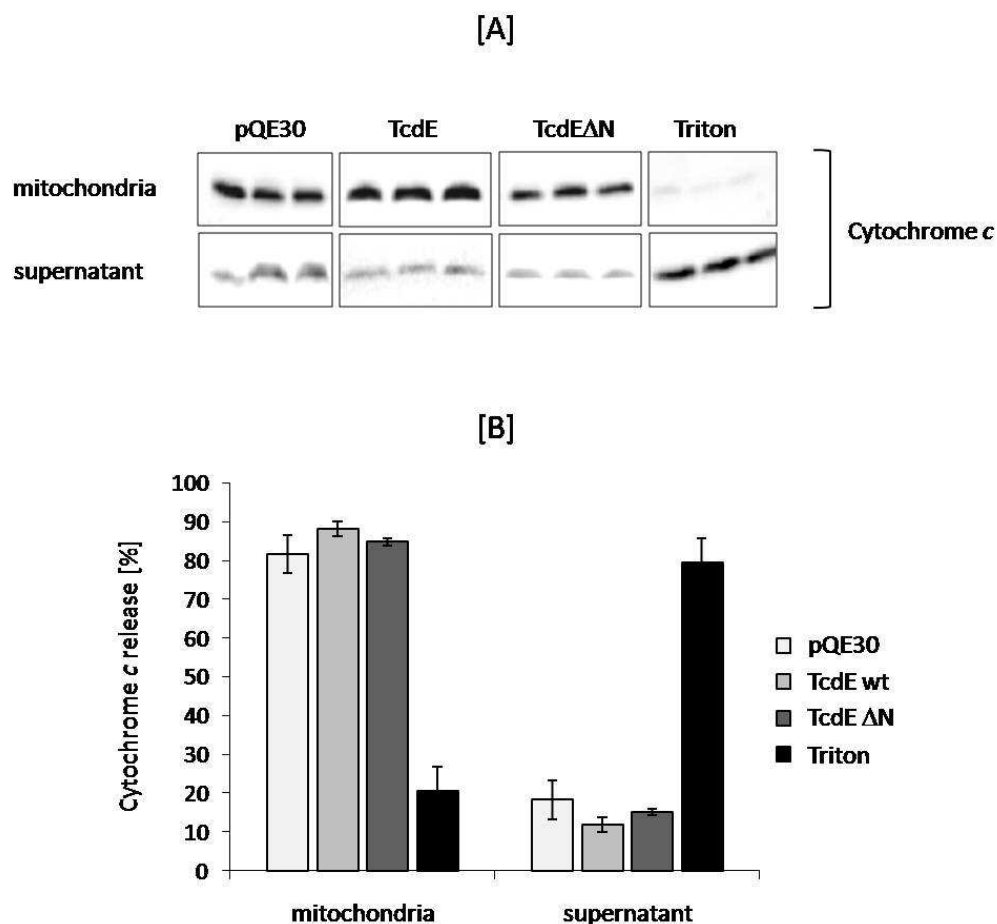 [A]
pQE30 TcdE TcdEΔN Triton
mitochondria
Cytochrome c
supernatant
[B]
Cytochrome c release [%]
100
90
80
70
60
50
40
30
20
10
0
mitochondria supernatant
pQE30
TcdE wt
TcdE ΔN
Triton